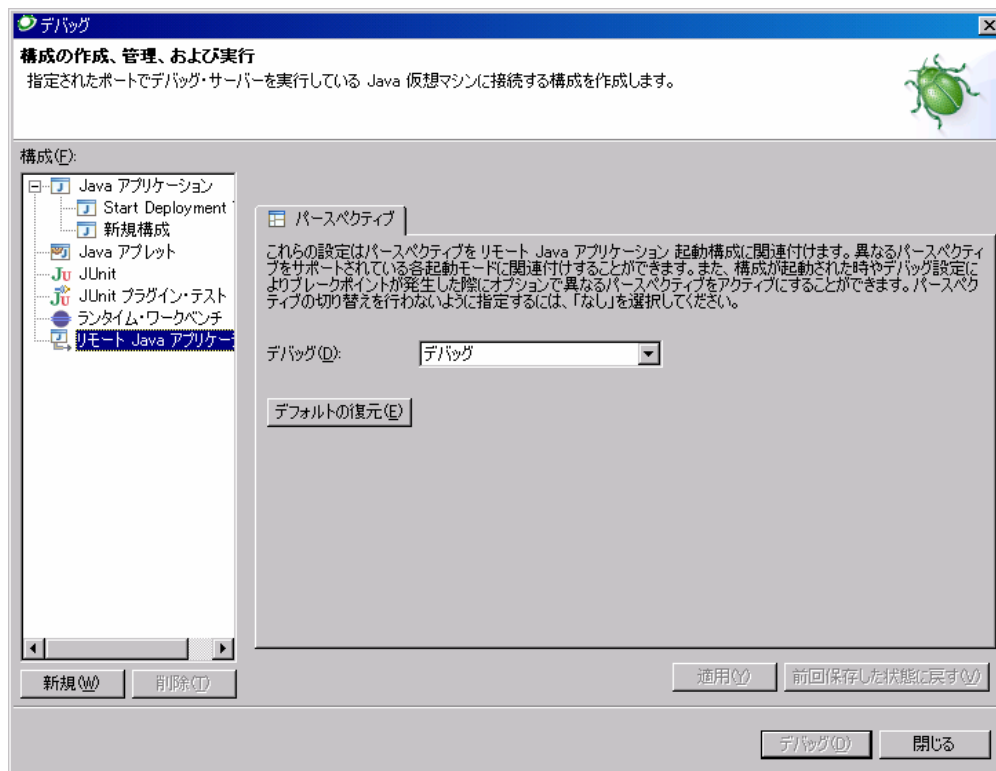 デバッグ
構成の作成、管理、および実行
指定されたポートでデバッグ・サーバーを実行している Java 仮想マシンに接続する構成を作成します。
構成(F):
Java アプリケーション
Start Deployment
新規構成
Java アプレット
JUnit
JUnit プラグイン・テスト
ランタイム・ワークベンチ
リモート Java アプリケー
パースペクティブ
これらの設定はパースペクティブを リモート Java アプリケーション 起動構成に関連付けます。異なるパースペクティ
ブをサポートされている各起動モードに関連付けすることができます。また、構成が起動された時やデバッグ設定に
よりブレークポイントが発生した際にオプションで異なるパースペクティブをアクティブにすることができます。パースペク
ティブの切り替えを行わないように指定するには、「なし」を選択してください。
デバッグ(D):
デバッグ
デフォルトの復元(E)
新規(W)
削除(T)
適用(Y)
前回保存した状態に戻す(V)
デバッグ(D)
閉じる